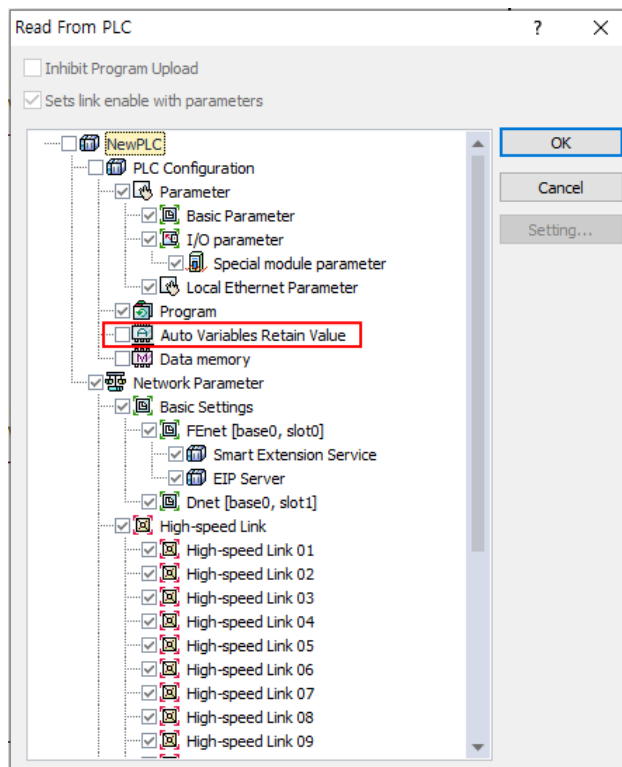 Read From PLC
?
Inhibit Program Upload
Sets link enable with parameters
NewPLC
OK
PLC Configuration
Parameter
Cancel
Basic Parameter
I/O parameter
Setting...
Special module parameter
Local Ethernet Parameter
Program
Auto Variables Retain Value
Data memory
Network Parameter
Basic Settings
FEnet [base0, slot0]
Smart Extension Service
EIP Server
Dnet [base0, slot1]
High-speed Link
High-speed Link 01
High-speed Link 02
High-speed Link 03
High-speed Link 04
High-speed Link 05
High-speed Link 06
High-speed Link 07
High-speed Link 08
High-speed Link 09